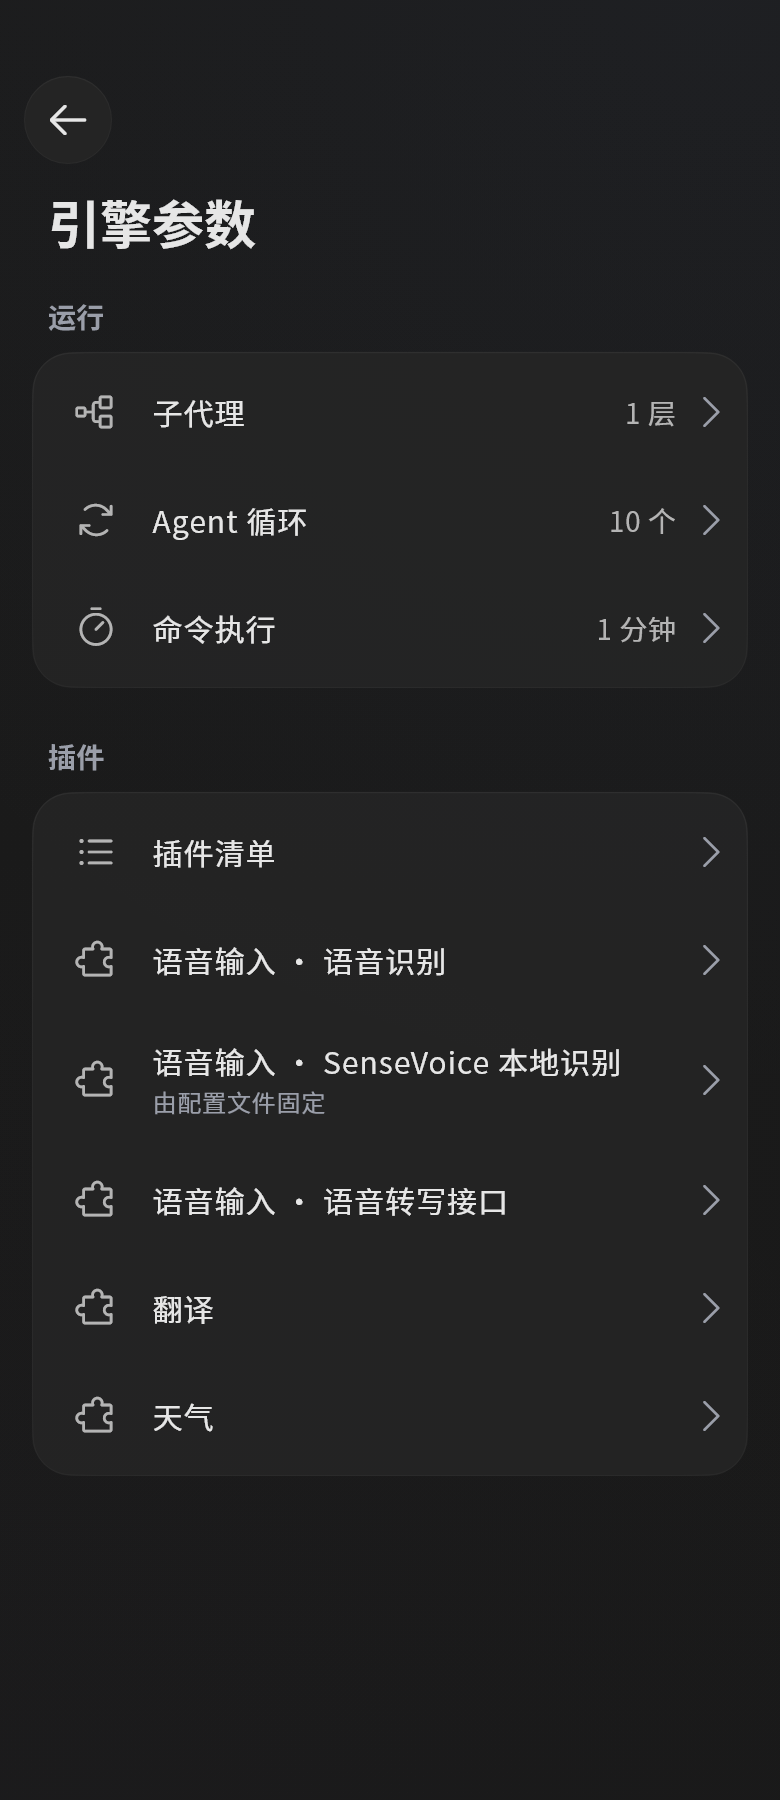 引擎参数
运行
子代理 1 层
Agent 循环 10 个
命令执行 1 分钟
插件
插件清单
语音输入 · 语音识别
语音输入 · SenseVoice 本地识别
由配置文件固定
语音输入 · 语音转写接口
翻译
天气